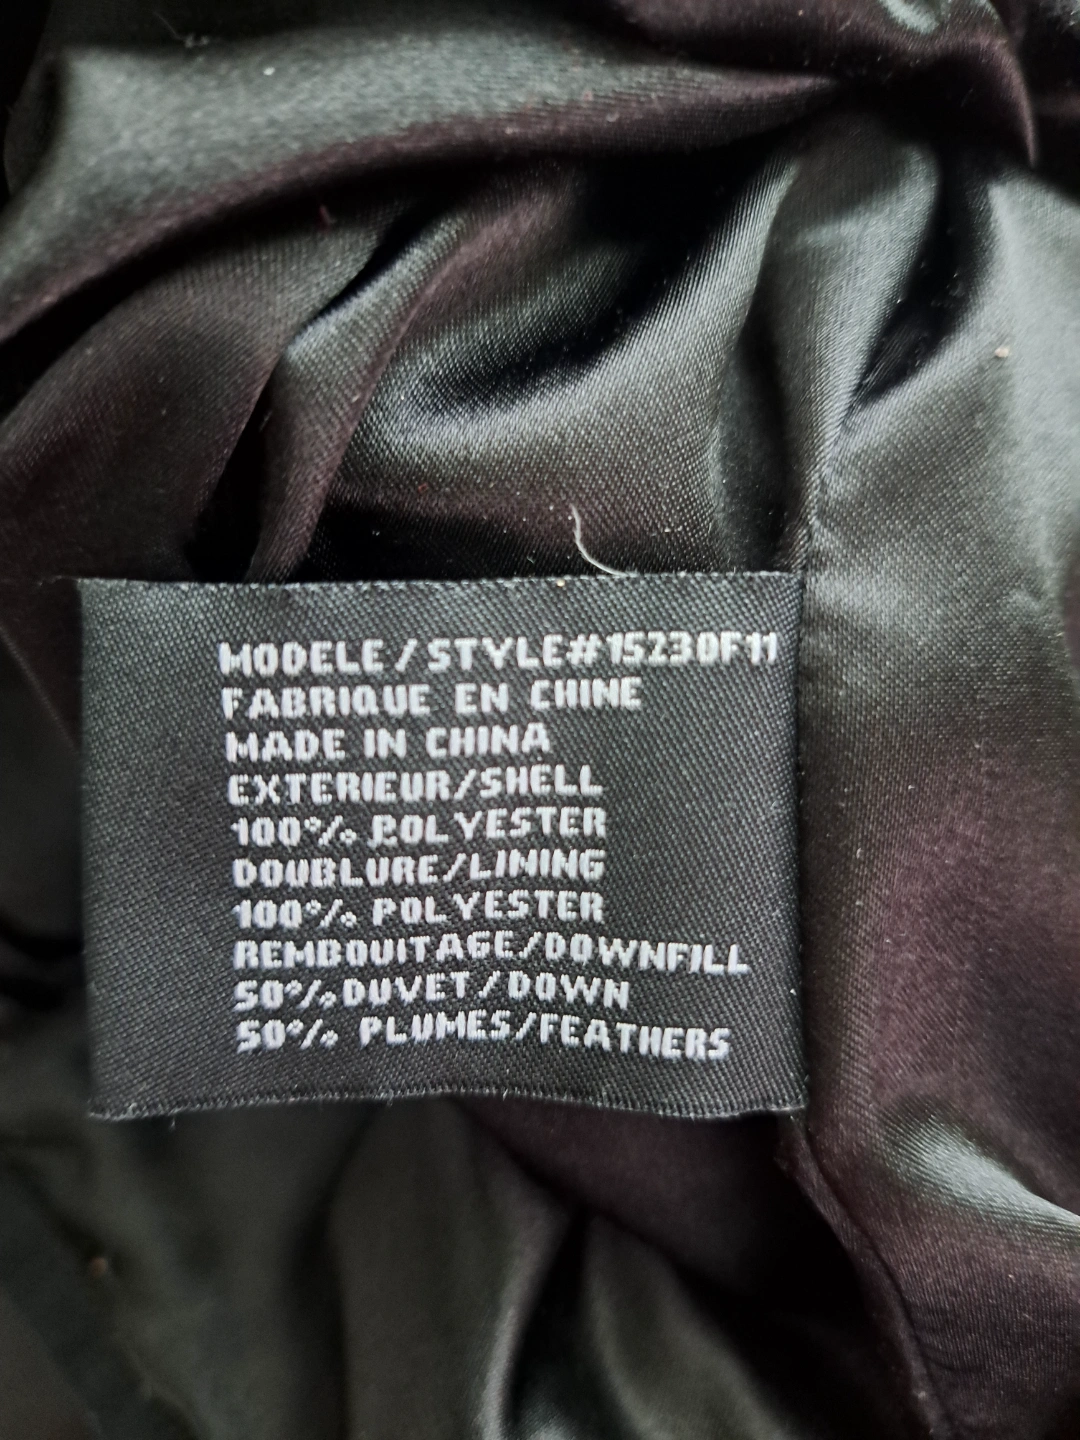 MODELE/STYLE#15230F11
FABRIQUE EN CHINE
MADE IN CHINA
EXTERIEUR/SHELL
100% POLYESTER
DOUBLURE/LINING
100% POLYESTER
REMBOUITAGE/DOWNFILL
50% DUVET/DOWN
50% PLUMES/FEATHERS